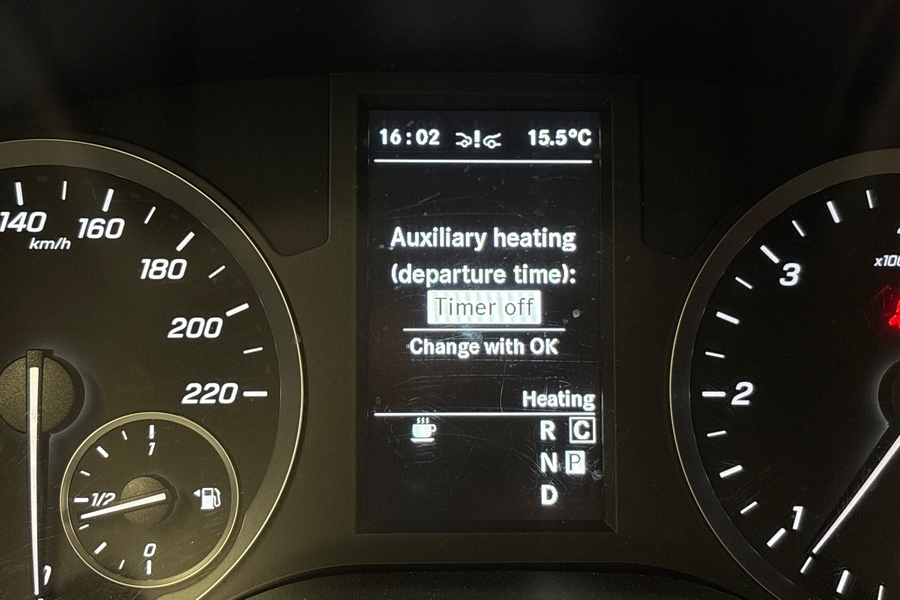 16:02 15.5°C
Auxiliary heating
(departure time):
Timer off
Change with OK
Heating
R C
N P
D
140
160
km/h
180
200
220
1
1/2
0
3
2
1